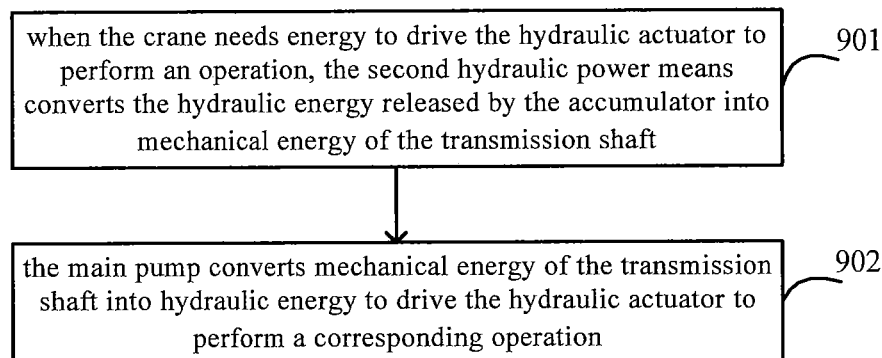 when the crane needs energy to drive the hydraulic actuator to
perform an operation, the second hydraulic power means
converts the hydraulic energy released by the accumulator into
mechanical energy of the transmission shaft
901
the main pump converts mechanical energy of the transmission
shaft into hydraulic energy to drive the hydraulic actuator to
perform a corresponding operation
902